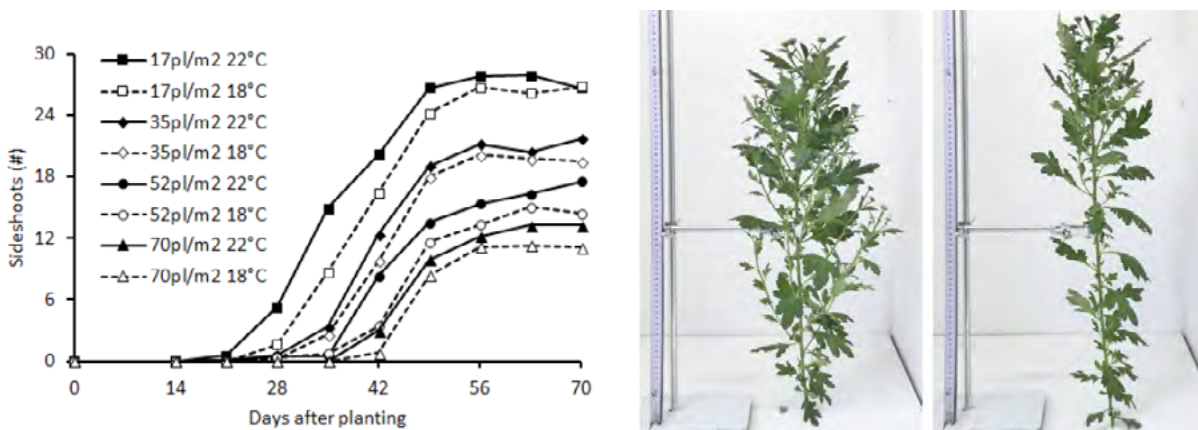 30
24
18
12
6
0
Sideshoots (#)
17pl/m2 22°C
17pl/m2 18°C
35pl/m2 22°C
35pl/m2 18°C
52pl/m2 22°C
52pl/m2 18°C
70pl/m2 22°C
70pl/m2 18°C
0 14 28 42 56 70
Days after planting